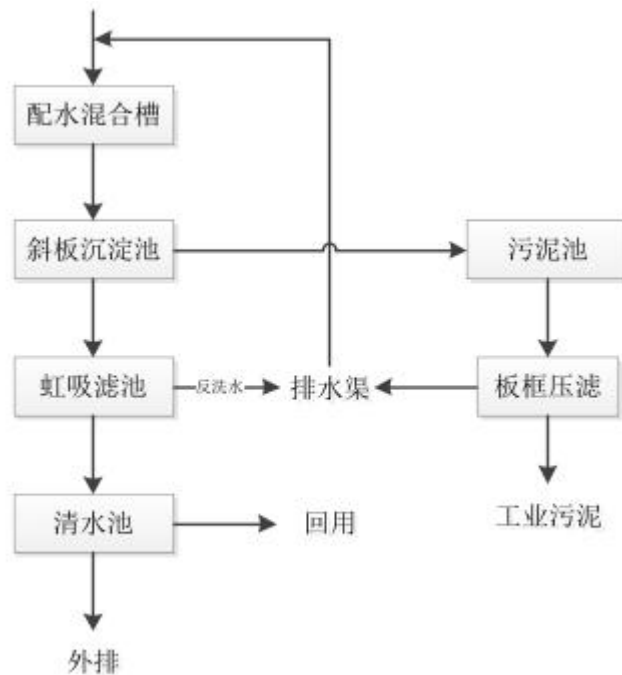 配水混合槽
斜板沉淀池
污泥池
虹吸滤池
反洗水
排水渠
板框压滤
清水池
回用
工业污泥
外排